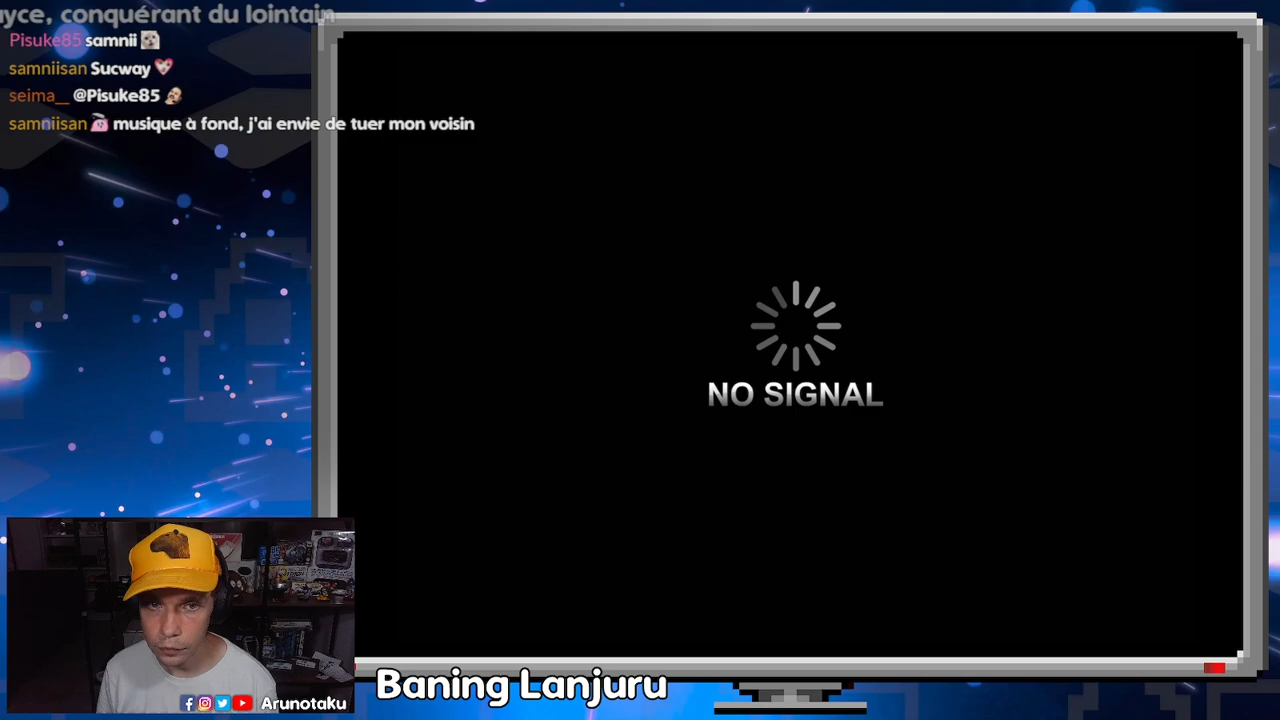 ayce, conquérant du lointain
Pisuke85 samnii
samniisan Sucway
seima__ @Pisuke85
samniisan musique à fond, j'ai envie de tuer mon voisin
NO SIGNAL
Arunotaku
Baning Lanjuru